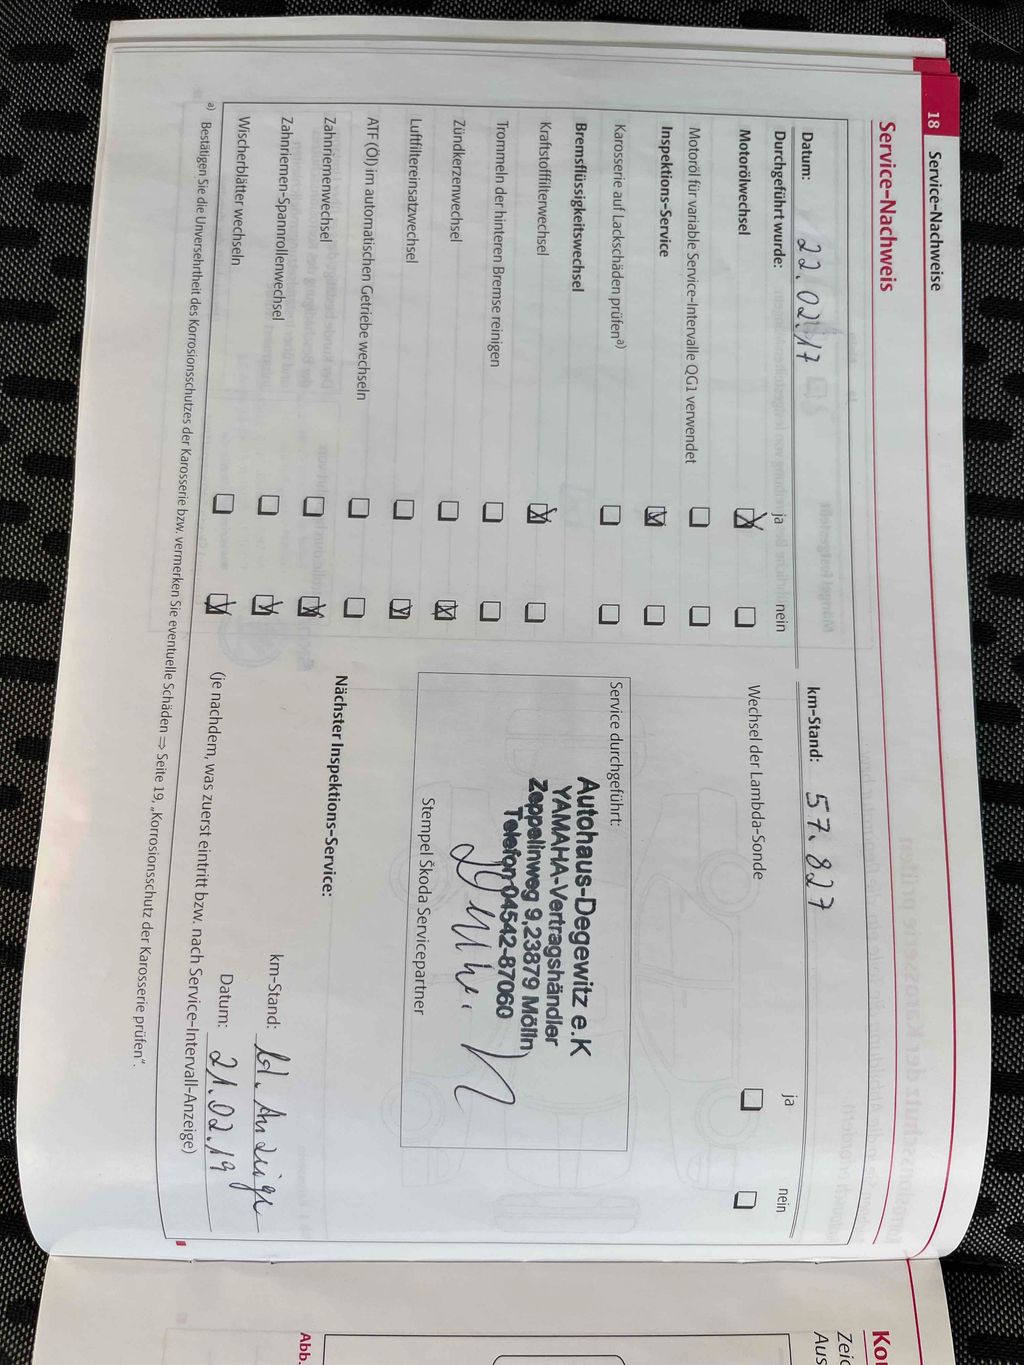 18 Service-Nachweise
Service-Nachweis
Datum: 22.02.17 km-Stand: 57.827
Durchgeführt wurde: ja nein ja nein
Motorölwechsel Wechsel der Lambda-Sonde
Motoröl für variable Service-Intervalle QG1 verwendet
Inspektions-Service
Karosserie auf Lackschäden prüfen a)
Bremsflüssigkeitswechsel
Kraftstofffilterwechsel
Trommeln der hinteren Bremse reinigen
Zündkerzenwechsel
Luftfiltereinsatzwechsel
ATF (Öl) im automatischen Getriebe wechseln
Zahnriemenwechsel
Zahnriemen-Spannrollenwechsel
Wischerblätter wechseln
Service durchgeführt:
Autohaus-Degewitz e.K
YAMAHA-Vertragshändler
Zeppelinweg 9,23879 Mölln
Telefon 04542-87060
Stempel Škoda Servicepartner
Nächster Inspektions-Service:
km-Stand: lt. Anzeige
Datum: 21.02.19
(je nachdem, was zuerst eintritt bzw. nach Service-Intervall-Anzeige)
a) Bestätigen Sie die Unversehrtheit des Korrosionsschutzes der Karosserie bzw. vermerken Sie eventuelle Schäden ⇒ Seite 19, „Korrosionsschutz der Karosserie prüfen“.
Abb.